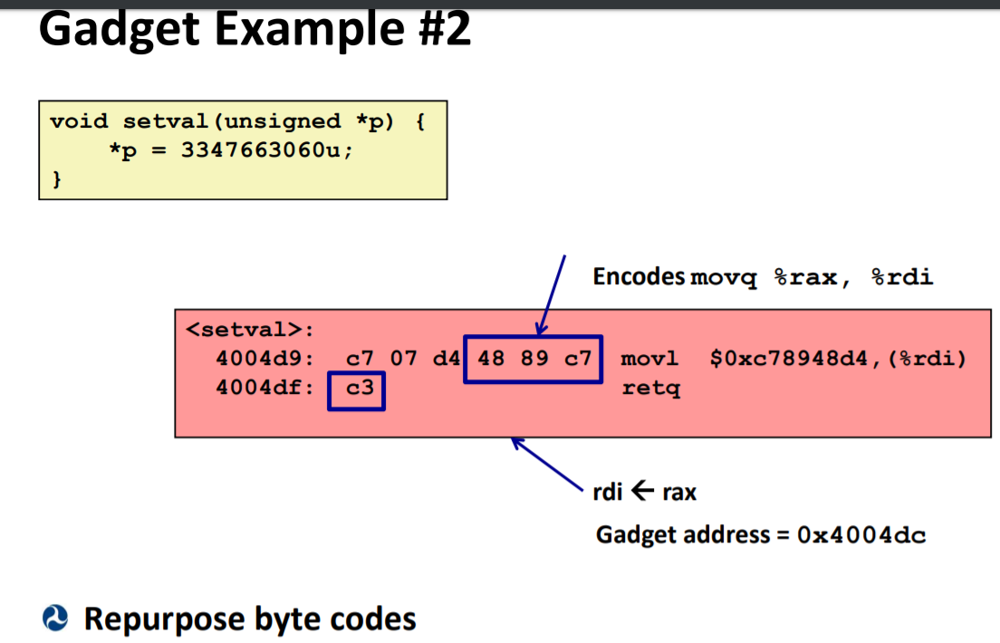 Gadget Example #2
void setval(unsigned *p) {
*p = 3347663060u;
}
Encodes movq %rax, %rdi
<setval>:
4004d9: c7 07 d4 48 89 c7 movl $0xc78948d4,(%rdi)
4004df: c3 retq
rdi ← rax
Gadget address = 0x4004dc
Repurpose byte codes